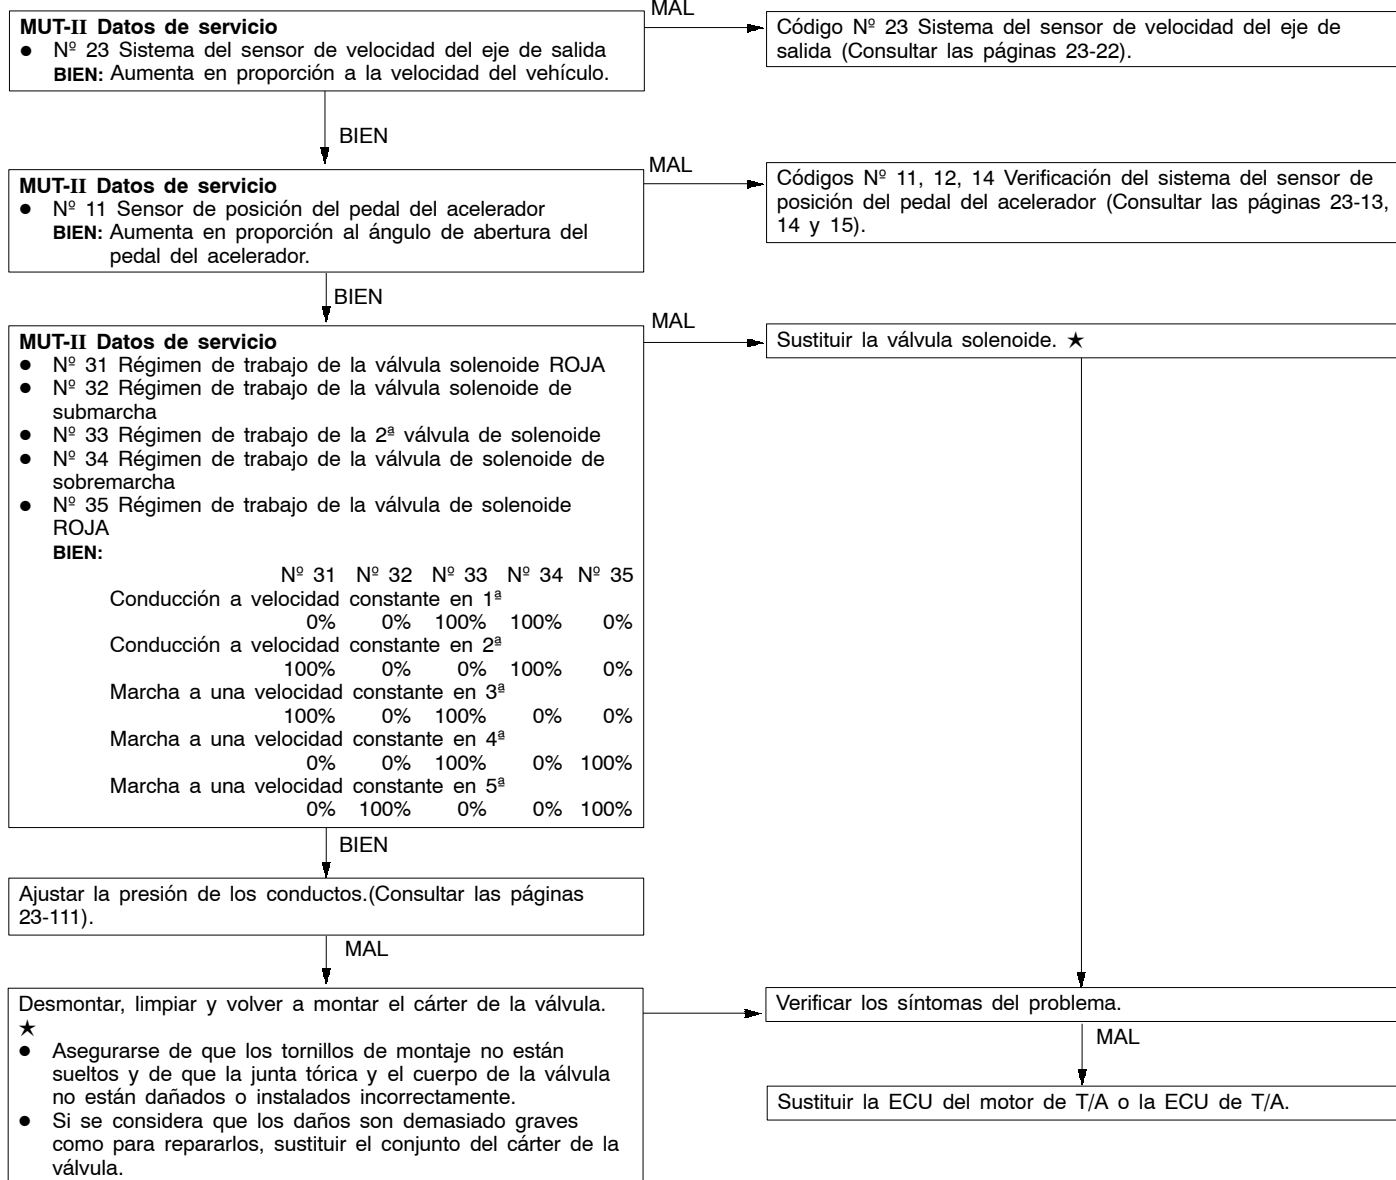 MUT-II Datos de servicio
● Nº 23 Sistema del sensor de velocidad del eje de salida
BIEN: Aumenta en proporción a la velocidad del vehículo.
MAL
Código Nº 23 Sistema del sensor de velocidad del eje de
salida (Consultar las páginas 23-22).
BIEN
MUT-II Datos de servicio
● Nº 11 Sensor de posición del pedal del acelerador
BIEN: Aumenta en proporción al ángulo de abertura del
pedal del acelerador.
MAL
Códigos Nº 11, 12, 14 Verificación del sistema del sensor de
posición del pedal del acelerador (Consultar las páginas 23-13,
14 y 15).
BIEN
MUT-II Datos de servicio
● Nº 31 Régimen de trabajo de la válvula solenoide ROJA
● Nº 32 Régimen de trabajo de la válvula solenoide de
submarcha
● Nº 33 Régimen de trabajo de la 2ª válvula de solenoide
● Nº 34 Régimen de trabajo de la válvula de solenoide de
sobremarcha
● Nº 35 Régimen de trabajo de la válvula de solenoide
ROJA
BIEN:
Nº 31 Nº 32 Nº 33 Nº 34 Nº 35
Conducción a velocidad constante en 1ª
0% 0% 100% 100% 0%
Conducción a velocidad constante en 2ª
100% 0% 0% 100% 0%
Marcha a una velocidad constante en 3ª
100% 0% 100% 0% 0%
Marcha a una velocidad constante en 4ª
0% 0% 100% 0% 100%
Marcha a una velocidad constante en 5ª
0% 100% 0% 0% 100%
MAL
Sustituir la válvula solenoide. ★
BIEN
Ajustar la presión de los conductos.(Consultar las páginas
23-111).
MAL
Desmontar, limpiar y volver a montar el cárter de la válvula.
★
● Asegurarse de que los tornillos de montaje no están
sueltos y de que la junta tórica y el cuerpo de la válvula
no están dañados o instalados incorrectamente.
● Si se considera que los daños son demasiado graves
como para repararlos, sustituir el conjunto del cárter de la
válvula.
Verificar los síntomas del problema.
MAL
Sustituir la ECU del motor de T/A o la ECU de T/A.